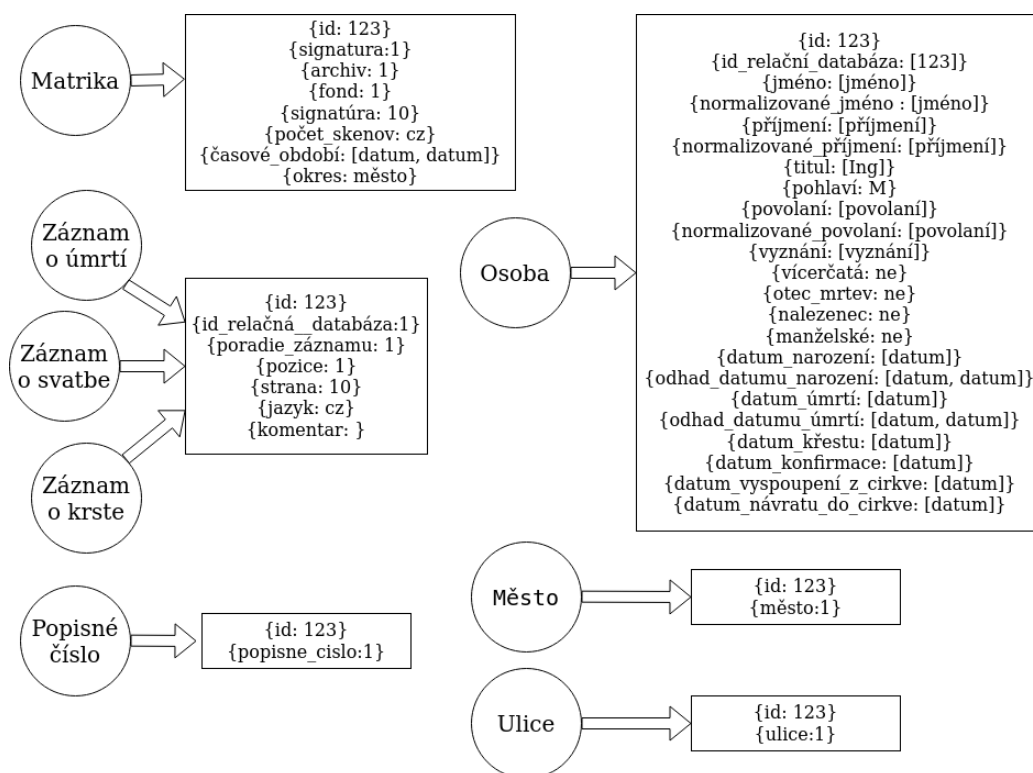 Matrika
{id: 123}
{signatura:1}
{archiv: 1}
{fond: 1}
{signatúra: 10}
{počet_skenov: cz}
{časové_období: [datum, datum]}
{okres: město}
Záznam
o úmrtí
Záznam
o svatbe
Záznam
o krste
{id: 123}
{id_relačná__databáza:1}
{poradie_záznamu: 1}
{pozice: 1}
{strana: 10}
{jazyk: cz}
{komentar: }
Popisné
číslo
{id: 123}
{popisne_cislo:1}
Osoba
{id: 123}
{id_relační_databáza: [123]}
{jméno: [jméno]}
{normalizované_jméno : [jméno]}
{příjmení: [příjmení]}
{normalizované_příjmení: [příjmení]}
{titul: [Ing]}
{pohlaví: M}
{povolaní: [povolaní]}
{normalizované_povolaní: [povolaní]}
{vyznání: [vyznání]}
{vícerčatá: ne}
{otec_mrtev: ne}
{nalezenec: ne}
{manželské: ne}
{datum_narození: [datum]}
{odhad_datumu_narození: [datum, datum]}
{datum_úmrtí: [datum]}
{odhad_datumu_úmrtí: [datum, datum]}
{datum_křestu: [datum]}
{datum_konfirmace: [datum]}
{datum_vyspoupení_z_cirkve: [datum]}
{datum_návratu_do_cirkve: [datum]}
Město
{id: 123}
{město:1}
Ulice
{id: 123}
{ulice:1}